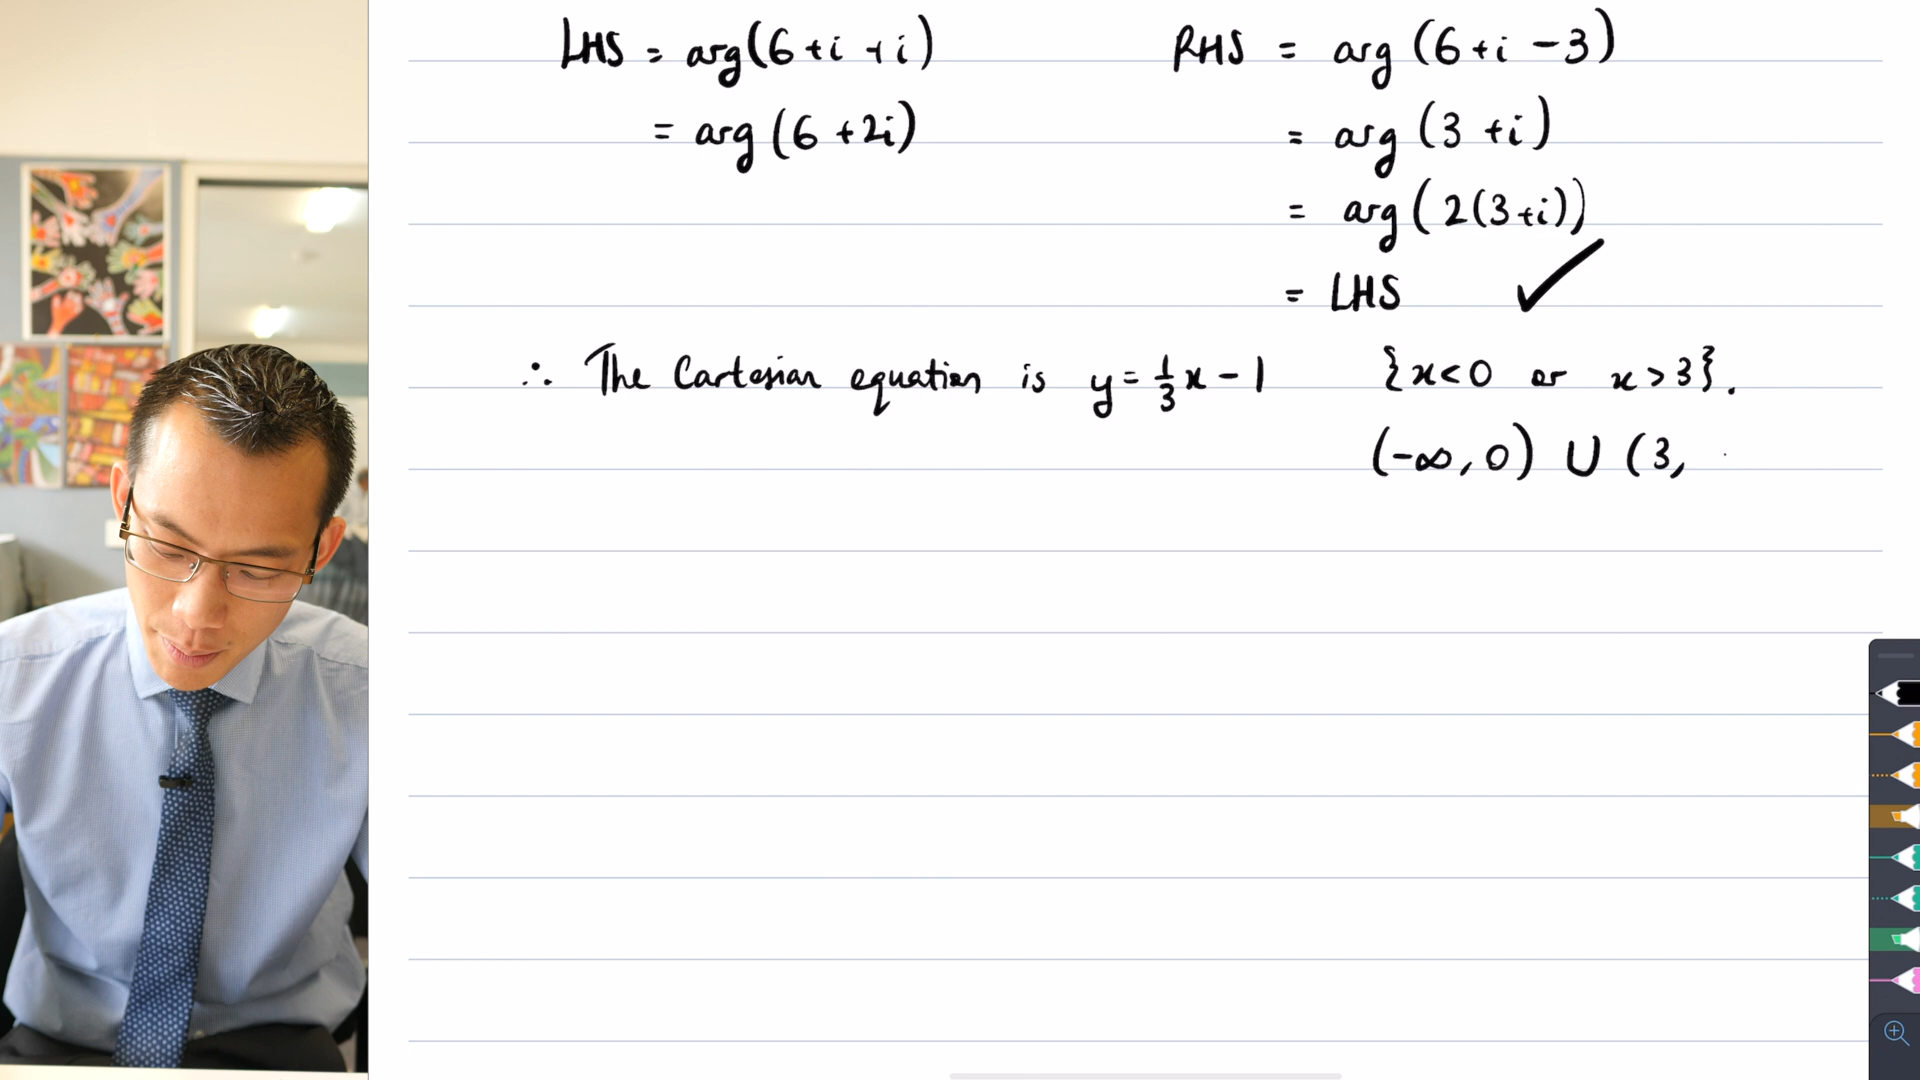 LHS = arg(6+i+i)
= arg(6+2i)
RHS = arg(6+i-3)
= arg(3+i)
= arg(2(3+i))
= LHS ✓
∴ The Cartesian equation is y=1/3x-1 {x<0 or x>3}.
(-∞,0) ∪ (3,